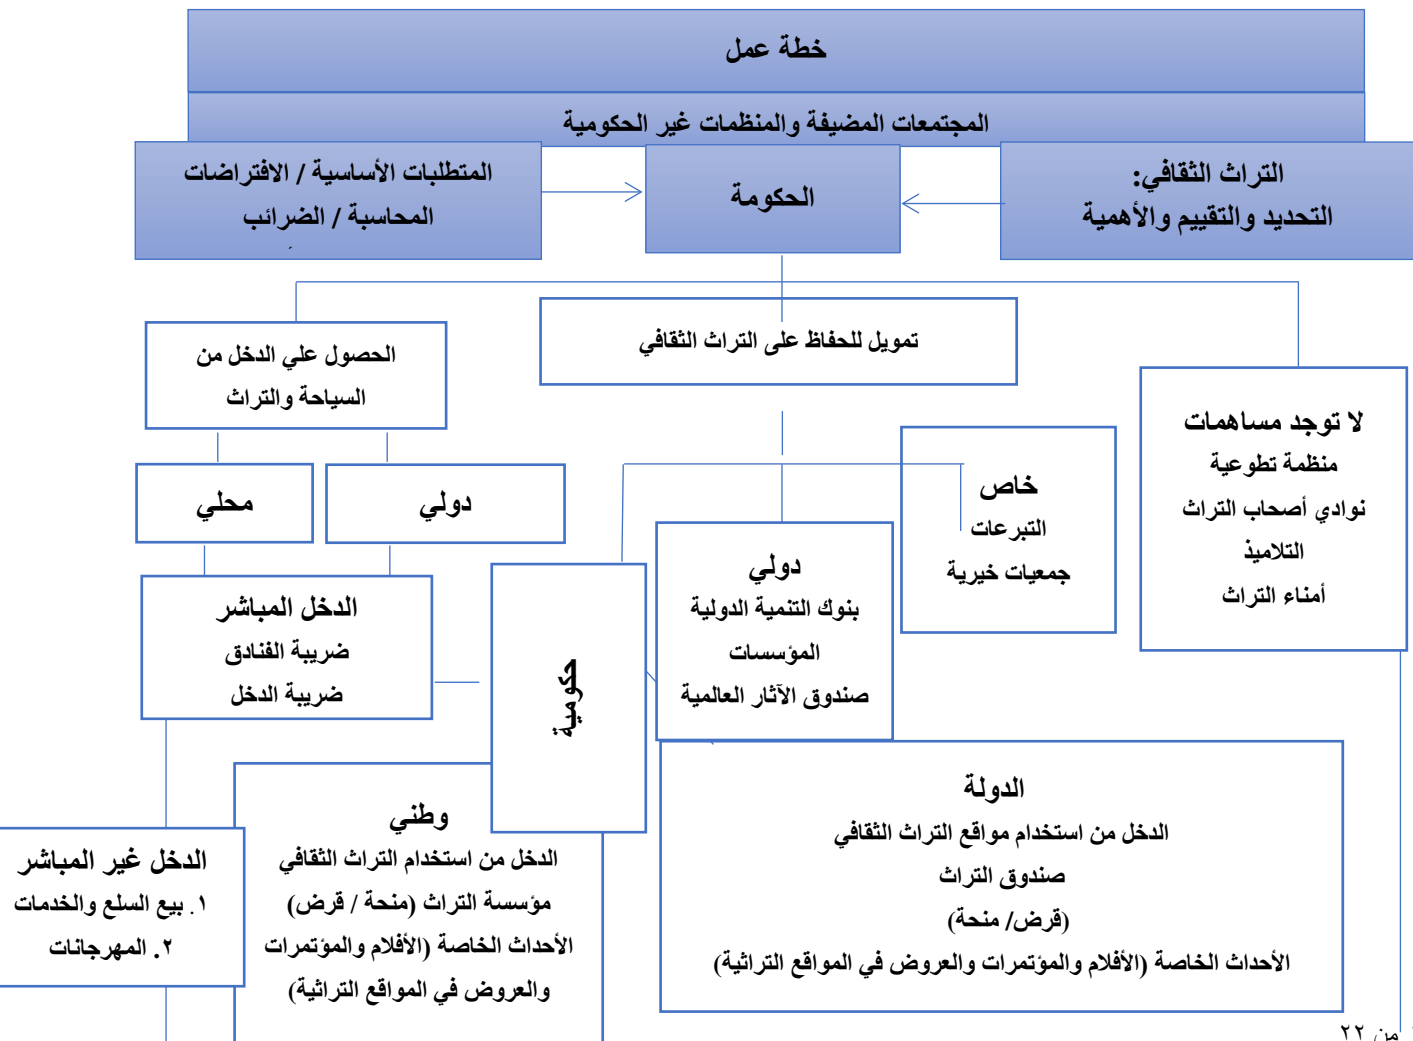 خطة عمل
المجتمعات المضيفة والمنظمات غير الحكومية
التراث الثقافي:
التحديد والتقييم والأهمية
الحكومة
المتطلبات الأساسية / الافتراضات
المحاسبة / الضرائب
لا توجد مساهمات
منظمة تطوعية
نوادي أصحاب التراث
التلاميذ
أمناء التراث
تمويل للحفاظ على التراث الثقافي
الحصول علي الدخل من
السياحة والتراث
خاص
التبرعات
جمعيات خيرية
دولي
بنوك التنمية الدولية
المؤسسات
صندوق الآثار العالمية
حكومية
دولي
محلي
الدخل المباشر
ضريبة الفنادق
ضريبة الدخل
الدولة
الدخل من استخدام مواقع التراث الثقافي
صندوق التراث
(قرض/ منحة)
الأحداث الخاصة (الأفلام والمؤتمرات والعروض في المواقع التراثية)
وطني
الدخل من استخدام التراث الثقافي
مؤسسة التراث (منحة / قرض)
الأحداث الخاصة (الأفلام والمؤتمرات
والعروض في المواقع التراثية)
الدخل غير المباشر
١. بيع السلع والخدمات
٢. المهرجانات
من ٢٢